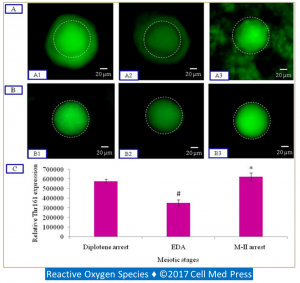 A
A1
20 µm
A2
20 µm
A3
20 µm
B
B1
20 µm
B2
20 µm
B3
20 µm
C
Relative Thr161 expression
700000
600000
500000
400000
300000
200000
100000
0
#
*
Diplotene arrest
EDA
M-II arrest
Meiotic stages
Reactive Oxygen Species ♦ ©2017 Cell Med Press